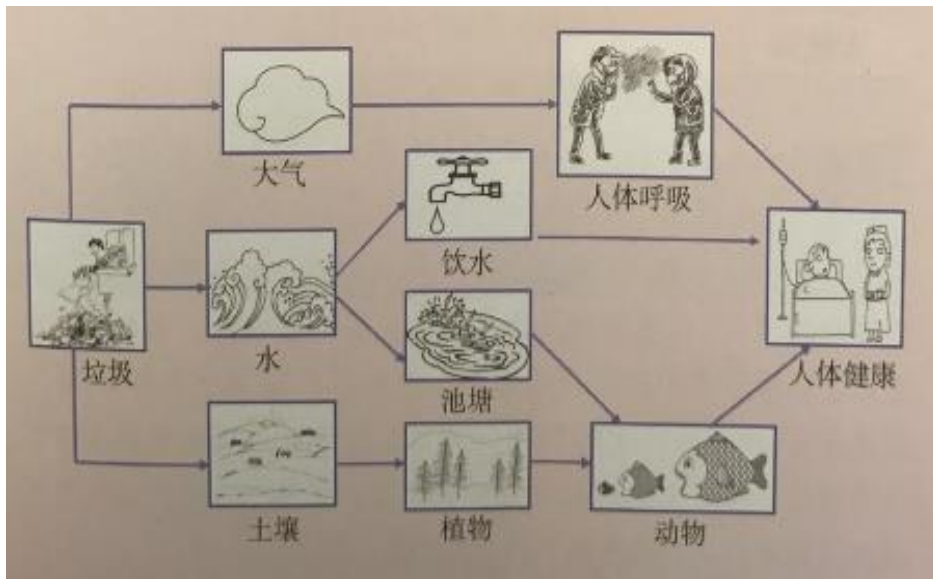 大气
人体呼吸
饮水
垃圾
水
人体健康
池塘
土壤
植物
动物